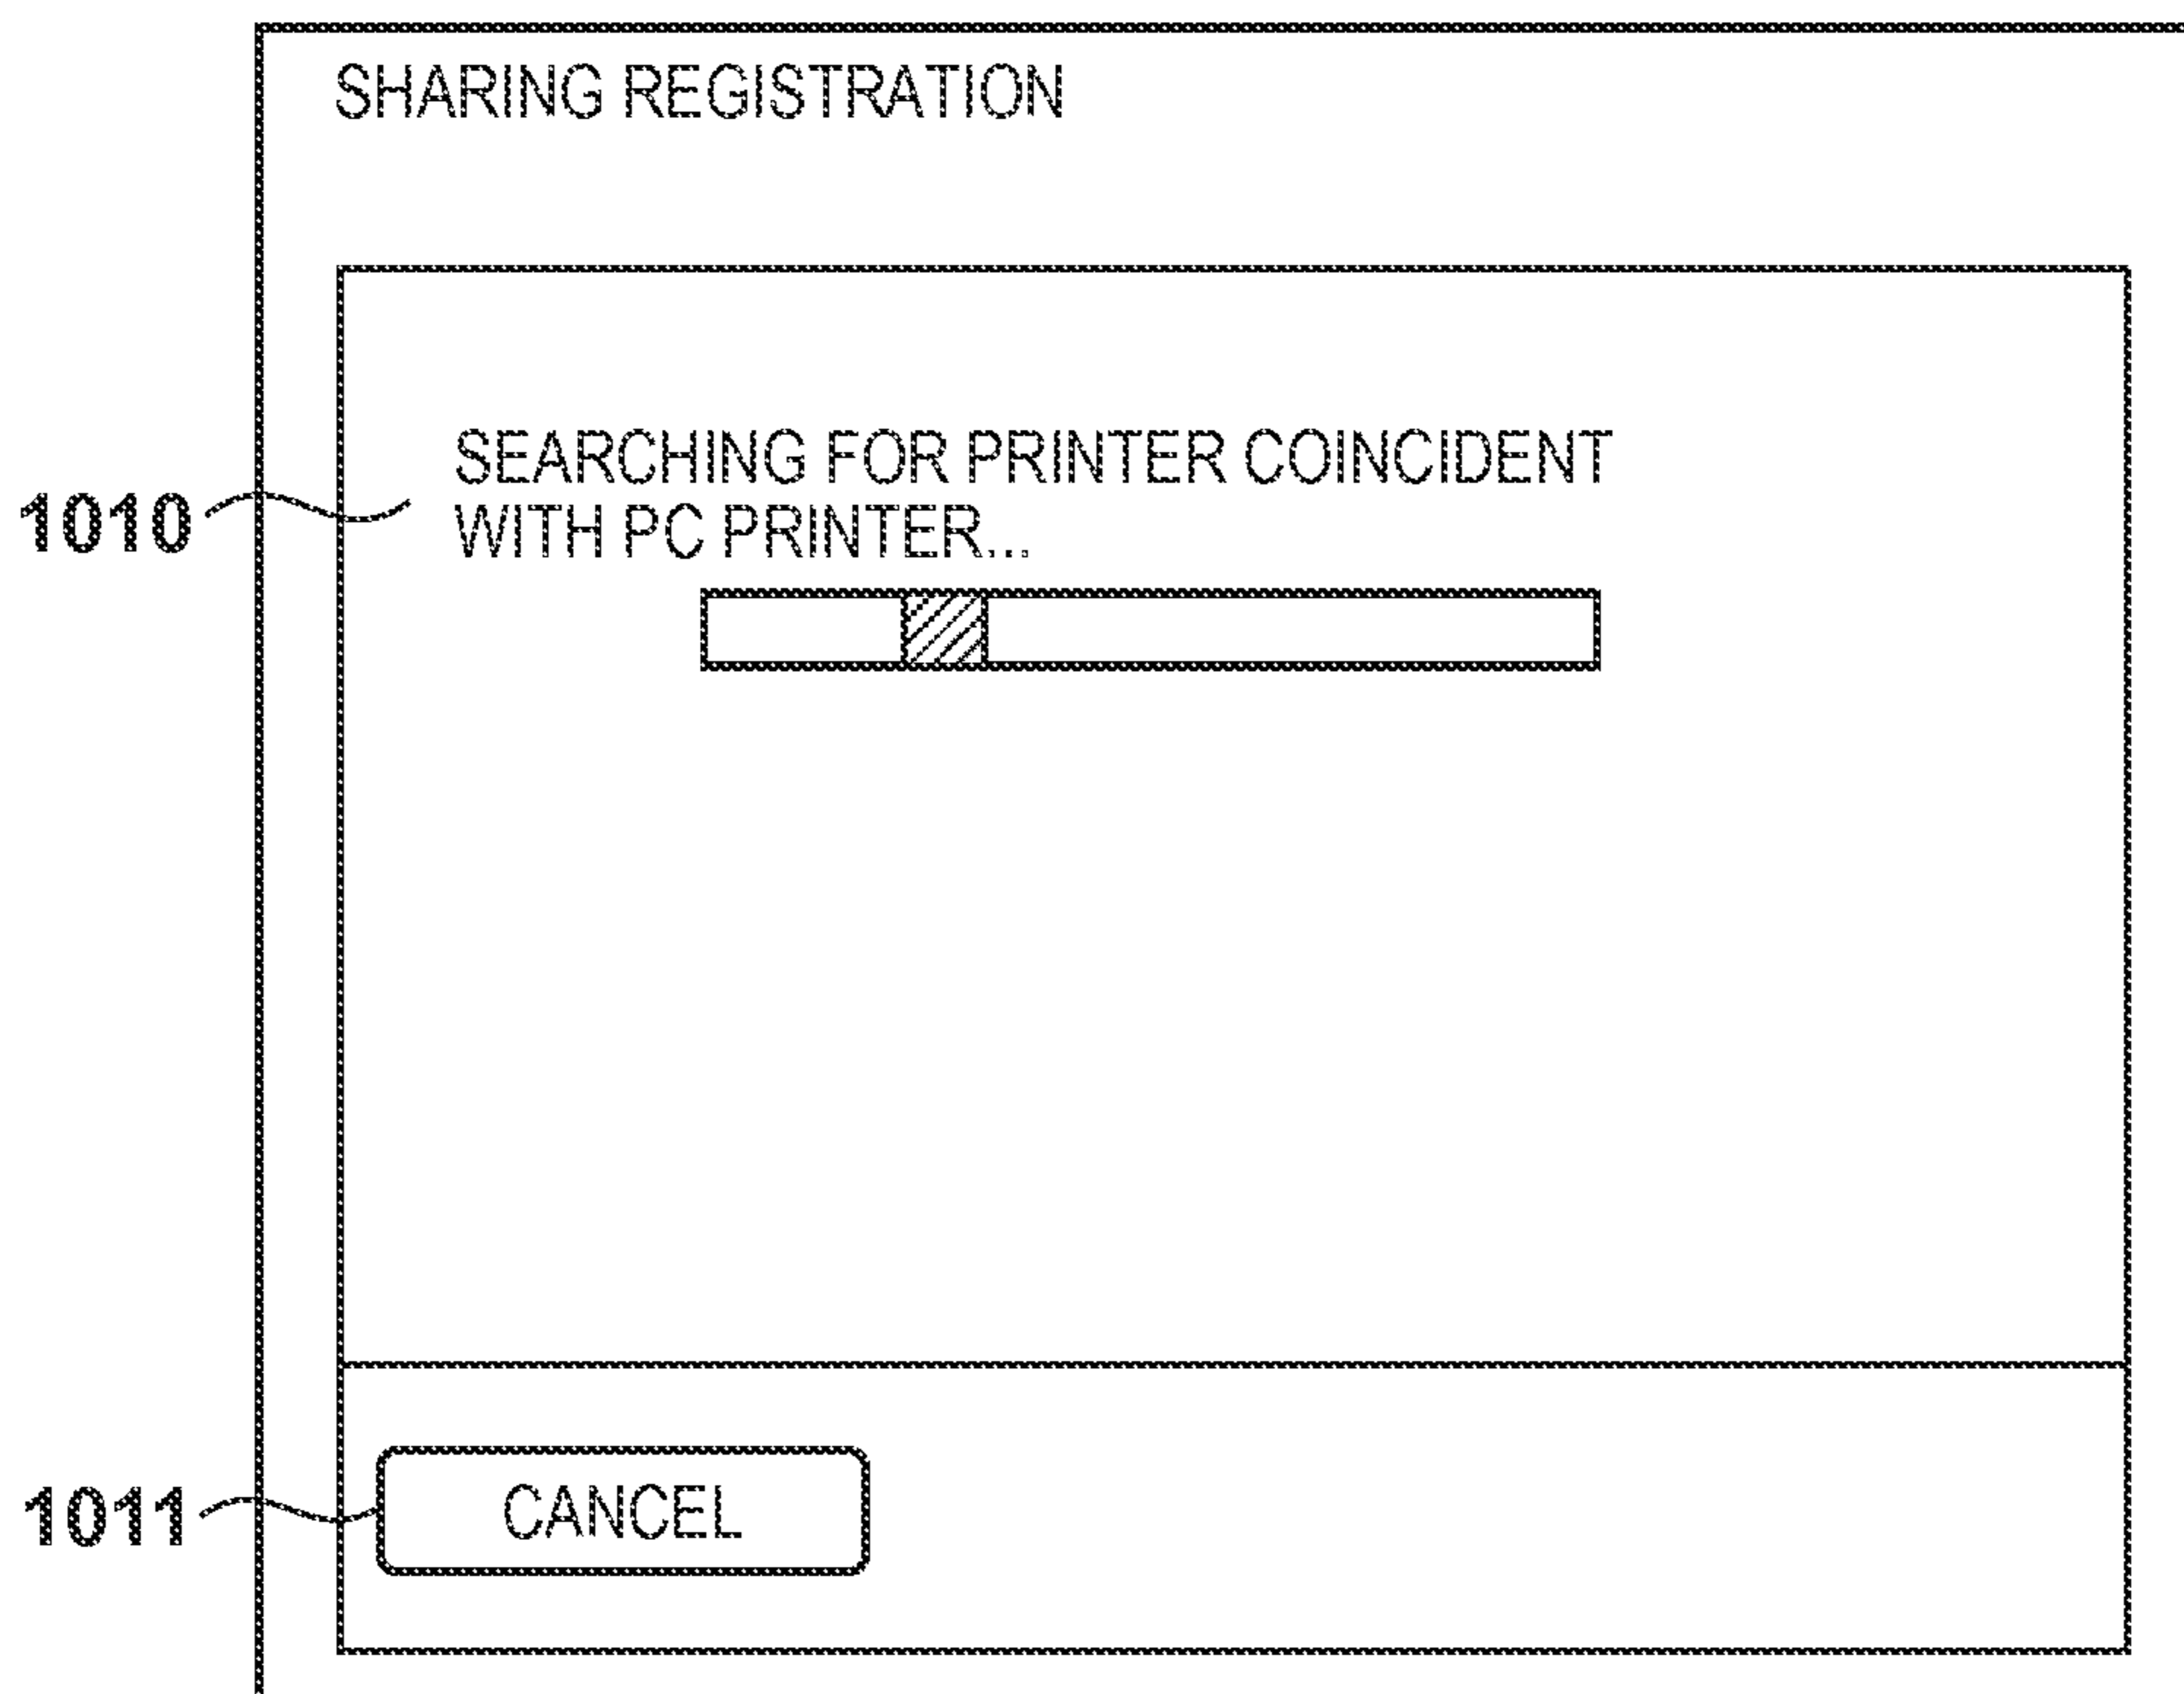 SHARING REGISTRATION
SEARCHING FOR PRINTER COINCIDENT
1010
WITH PC PRINTER...
1011
CANCEL